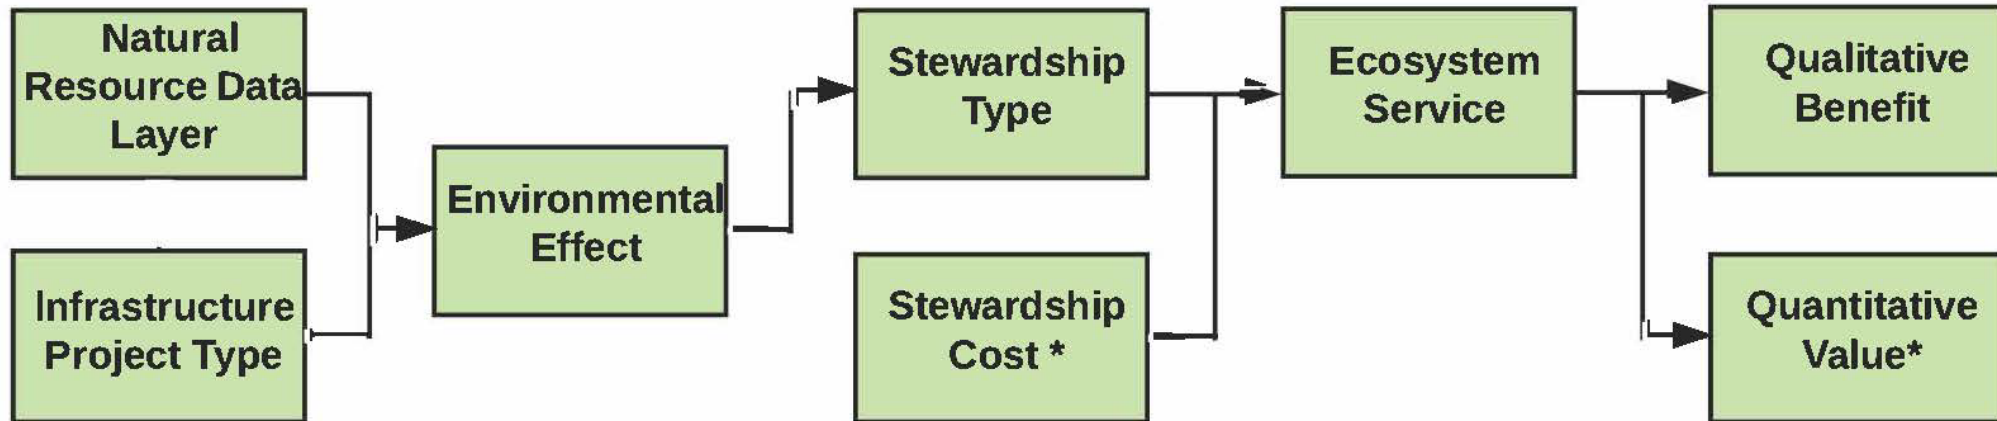 Natural
Resource Data
Layer
Infrastructure
Project Type
Environmental
Effect
Stewardship
Type
Stewardship
Cost *
Ecosystem
Service
Qualitative
Benefit
Quantitative
Value*